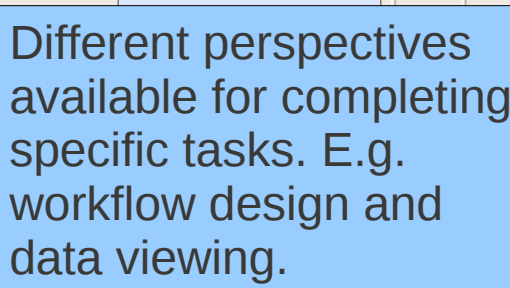 Different perspectives
available for completing
specific tasks. E.g.
workflow design and
data viewing.